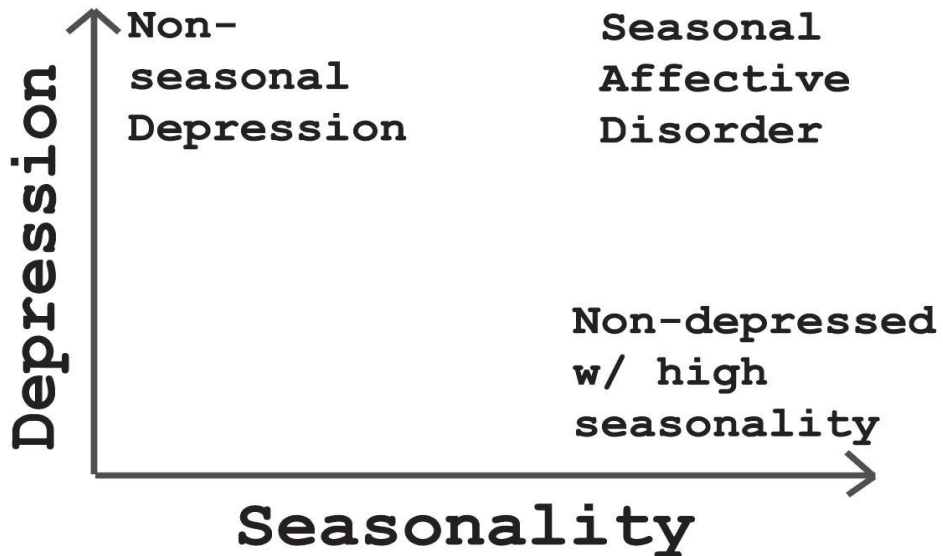 Non-
seasonal
Depression
Seasonal
Affective
Disorder
Non-depressed
w/ high
seasonality
Depression
Seasonality